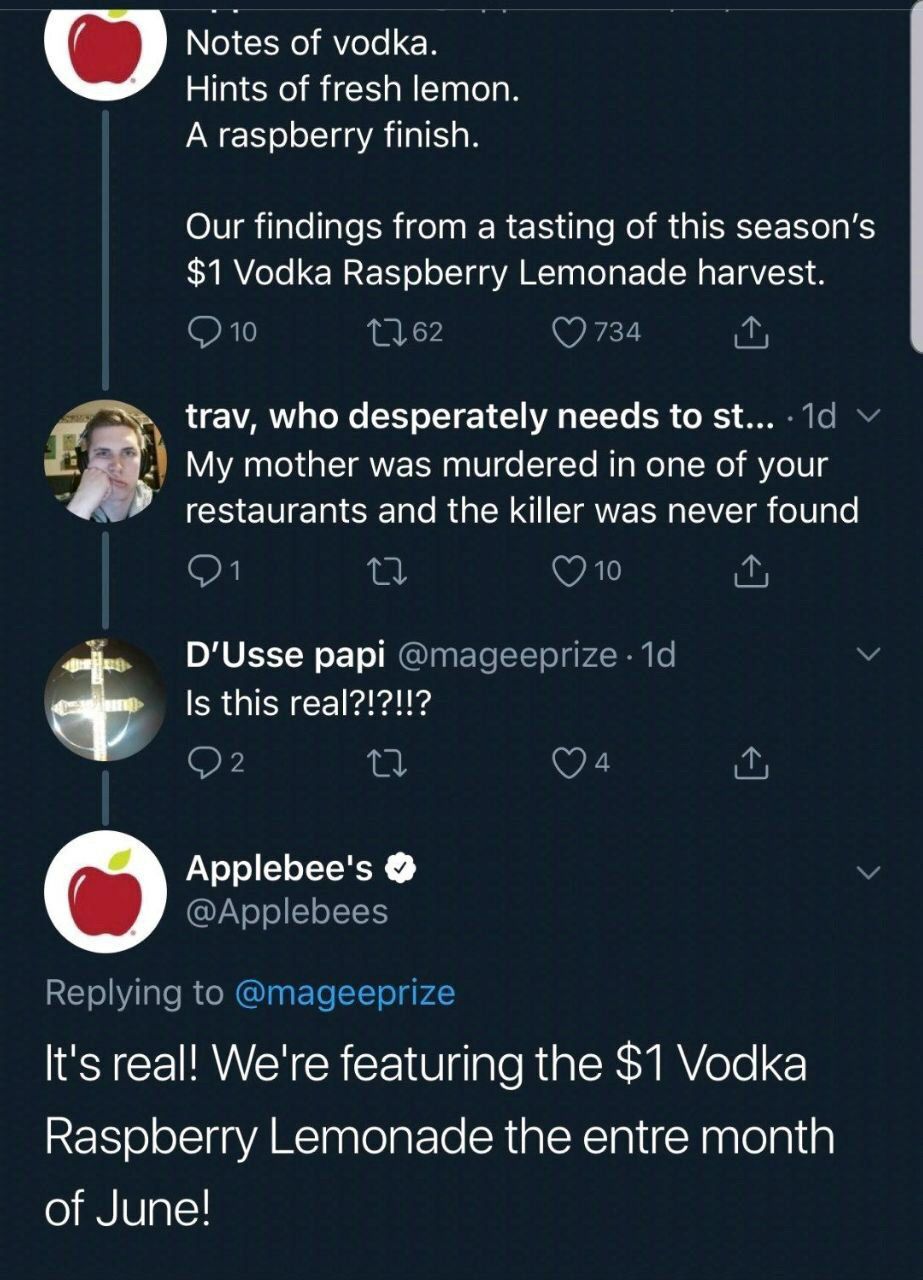 Notes of vodka.
Hints of fresh lemon.
A raspberry finish.
Our findings from a tasting of this season's
$1 Vodka Raspberry Lemonade harvest.
10 62 734
trav, who desperately needs to st... · 1d
My mother was murdered in one of your
restaurants and the killer was never found
1 10
D'Usse papi @mageeprize · 1d
Is this real?!?!!?
2 4
Applebee's
@Applebees
Replying to @mageeprize
It's real! We're featuring the $1 Vodka
Raspberry Lemonade the entre month
of June!